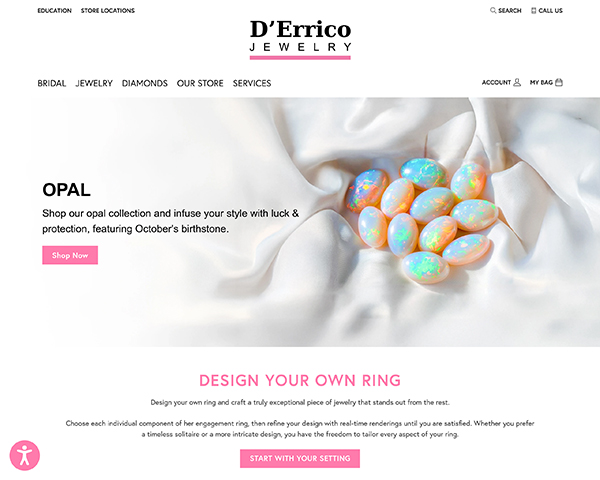 EDUCATION STORE LOCATIONS
SEARCH CALL US
D'Errico
JEWELRY
BRIDAL JEWELRY DIAMONDS OUR STORE SERVICES
ACCOUNT MY BAG
OPAL
Shop our opal collection and infuse your style with luck &
protection, featuring October's birthstone.
Shop Now
DESIGN YOUR OWN RING
Design your own ring and craft a truly exceptional piece of jewelry that stands out from the rest.
Choose each individual component of her engagement ring, then refine your design with real-time renderings until you are satisfied. Whether you prefer
a timeless solitaire or a more intricate design, you have the freedom to tailor every aspect of your ring.
START WITH YOUR SETTING